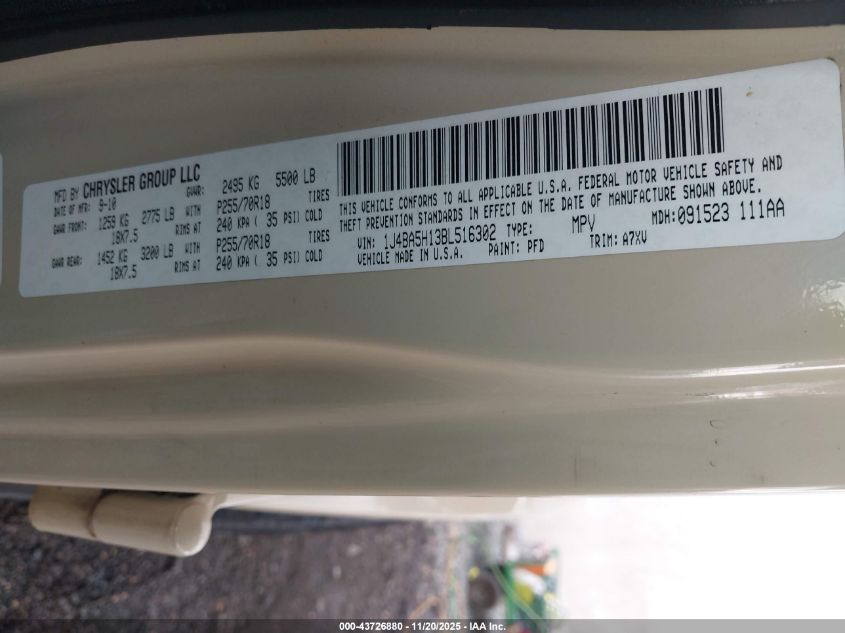 MFD BY CHRYSLER GROUP LLC
DATE OF MFR: 9-10 GVWR: 2495 KG 5500 LB
GAWR FRONT: 1259 KG 2775 LB WITH P255/70R18 TIRES
18X7.5 RIMS AT 240 KPA ( 35 PSI) COLD
GAWR REAR: 1452 KG 3200 LB WITH P255/70R18 TIRES
18X7.5 RIMS AT 240 KPA ( 35 PSI) COLD
THIS VEHICLE CONFORMS TO ALL APPLICABLE U.S.A. FEDERAL MOTOR VEHICLE SAFETY AND
THEFT PREVENTION STANDARDS IN EFFECT ON THE DATE OF MANUFACTURE SHOWN ABOVE.
VIN: 1J4BA5H13BL516302 TYPE: MPV MDH:091523 111AA
VEHICLE MADE IN U.S.A. PAINT: PFD TRIM: A7XV
000-43726880 - 11/20/2025 - IAA Inc.